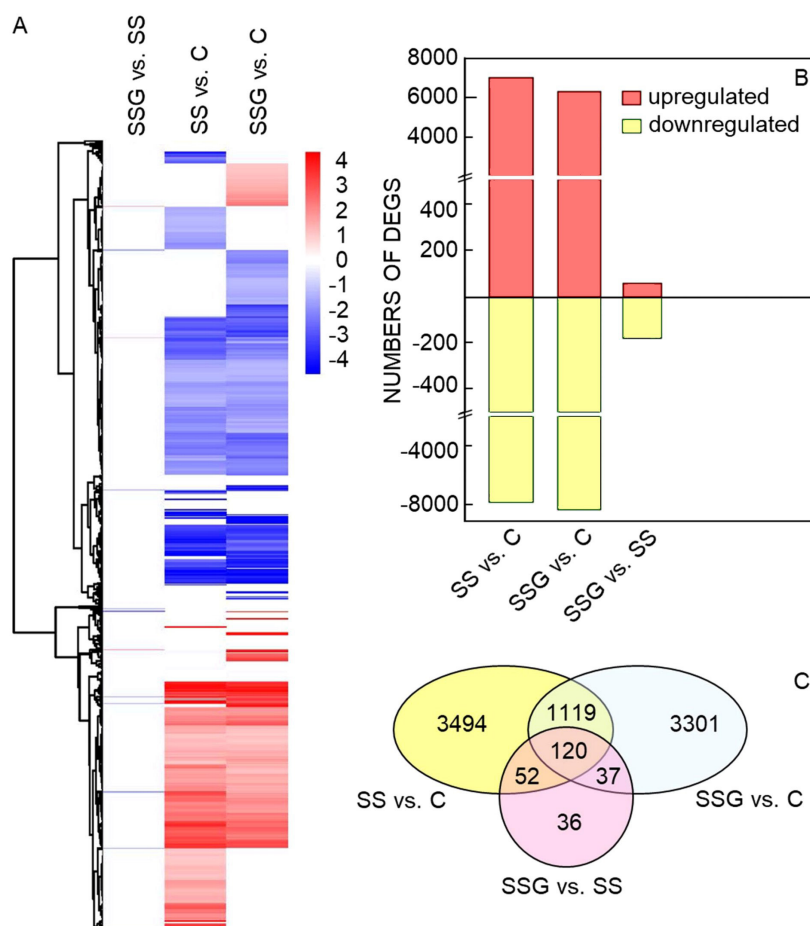 A
SSG vs. SS
SS vs. C
SSG vs. C
4
3
2
1
0
-1
-2
-3
-4
B
NUMBERS OF DEGS
8000
6000
4000
400
200
-200
-400
-4000
-8000
upregulated
downregulated
SS vs. C
SSG vs. C
SSG vs. SS
C
3494
1119
3301
120
52
37
36
SS vs. C
SSG vs. C
SSG vs. SS